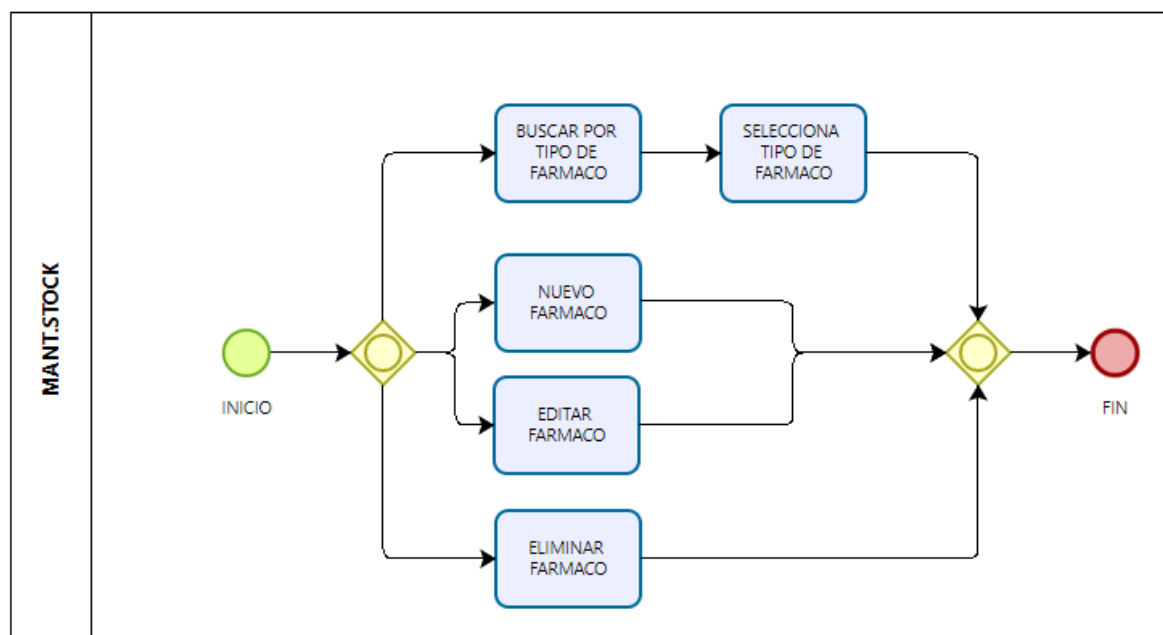 MANT.STOCK
INICIO
BUSCAR POR
TIPO DE
FARMACO
SELECCIONA
TIPO DE
FARMACO
NUEVO
FARMACO
EDITAR
FARMACO
ELIMINAR
FARMACO
FIN